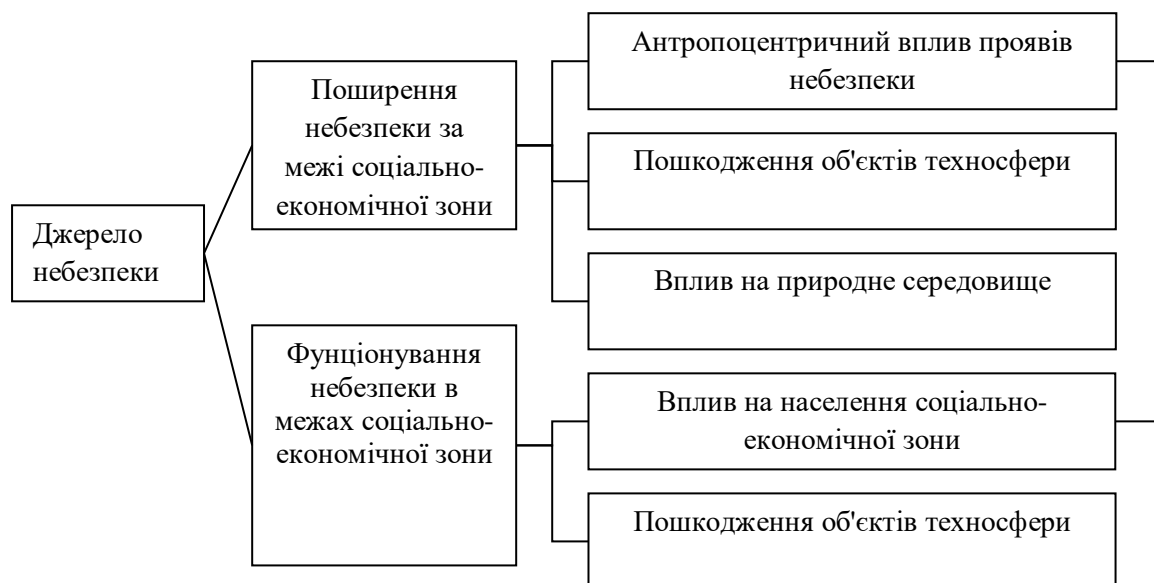 Джерело
небезпеки
Поширення
небезпеки за
межі соціально-
економічної зони
Антропоцентричний вплив проявів
небезпеки
Пошкодження об'єктів техносфери
Вплив на природне середовище
Фунціонування
небезпеки в
межах соціально-
економічної зони
Вплив на населення соціально-
економічної зони
Пошкодження об'єктів техносфери